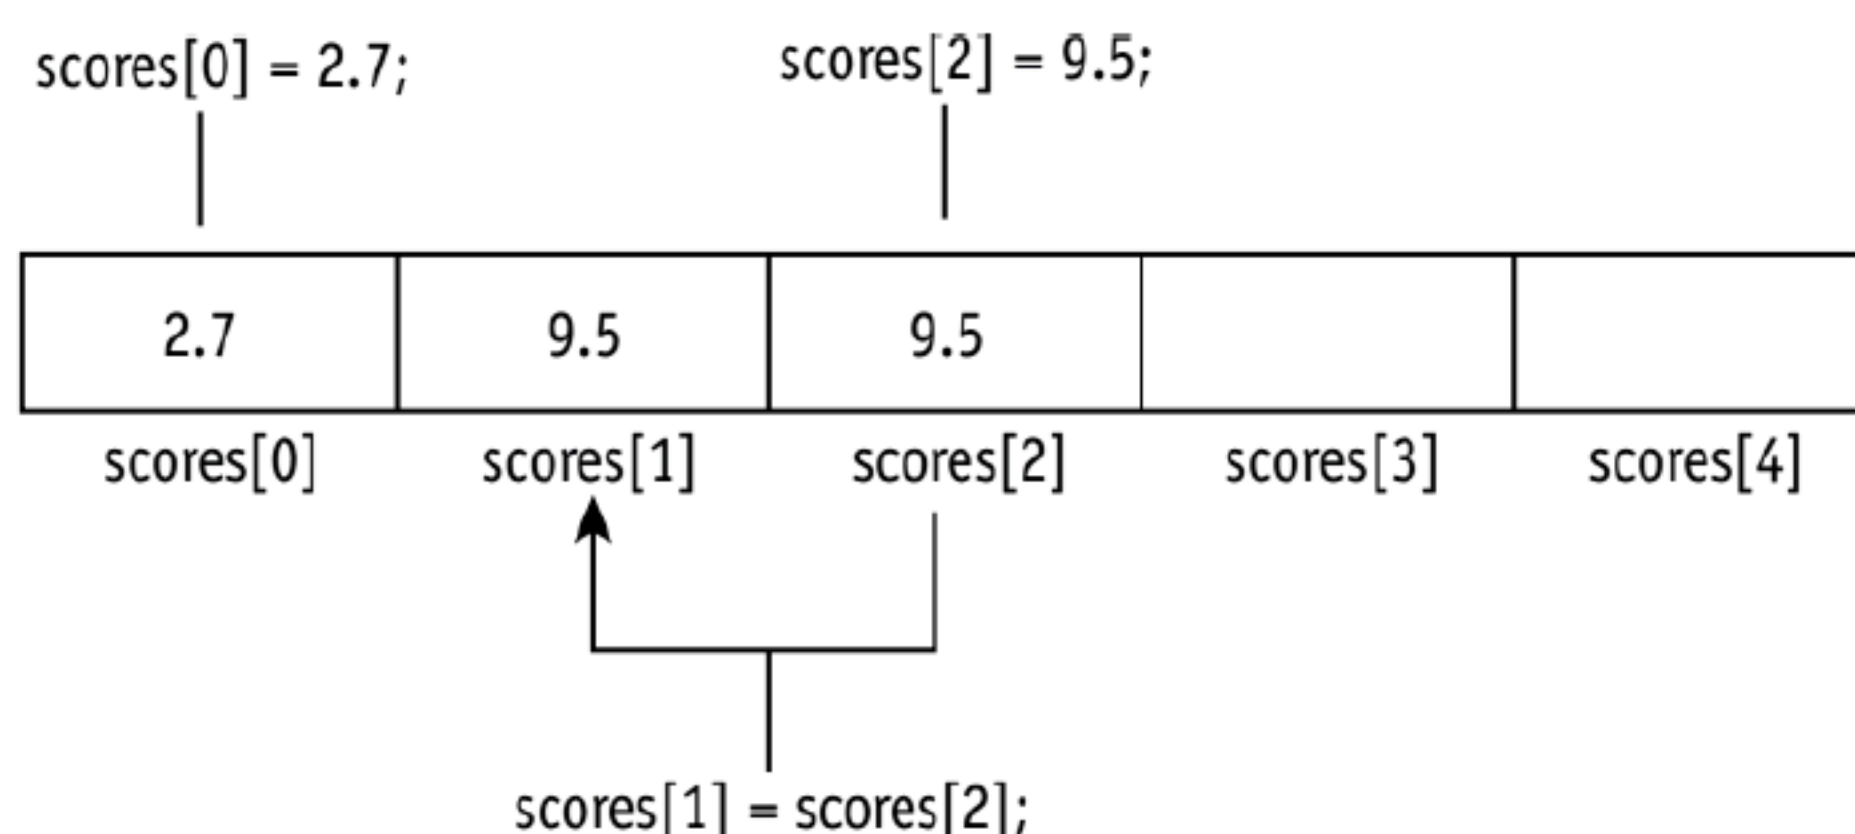 scores[0] = 2.7;
scores[2] = 9.5;
2.7
9.5
9.5
scores[0]
scores[1]
scores[2]
scores[3]
scores[4]
scores[1] = scores[2];